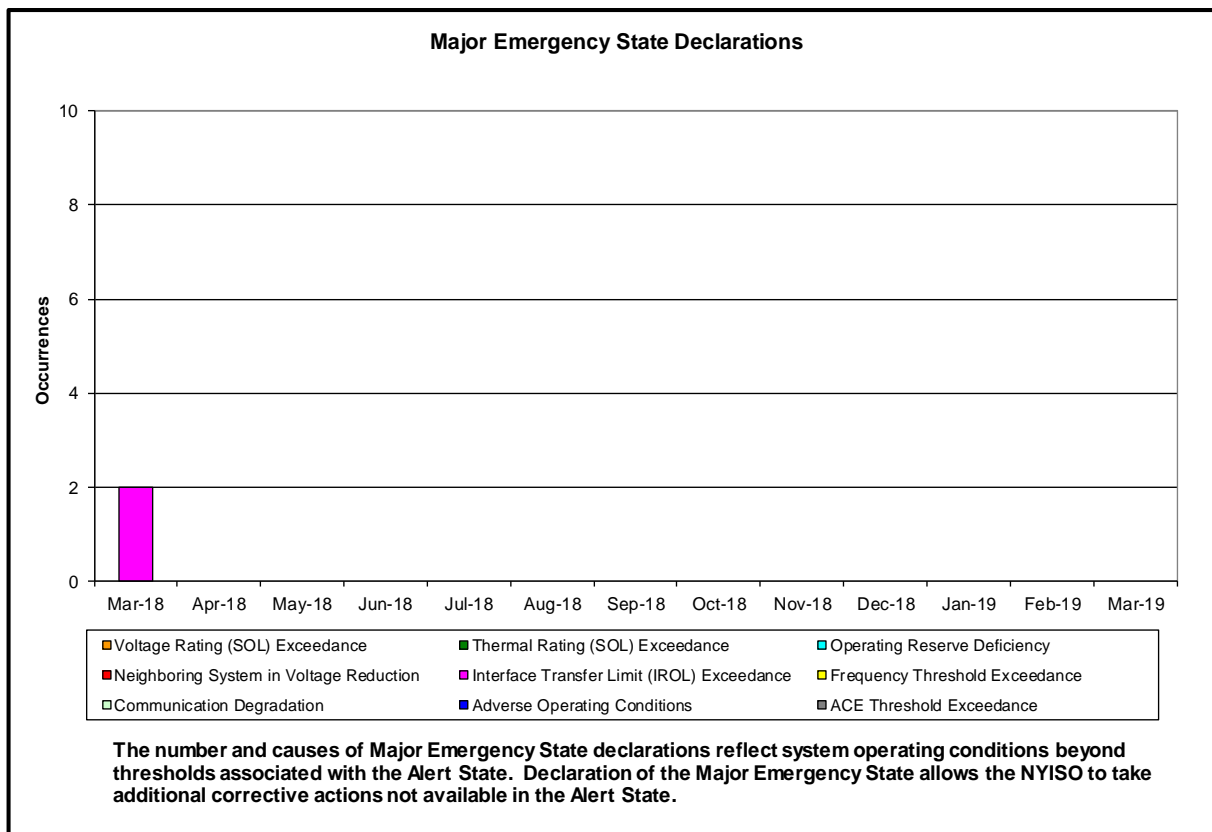 Major Emergency State Declarations
10
8
6
4
2
0
Occurrences
Mar-18 Apr-18 May-18 Jun-18 Jul-18 Aug-18 Sep-18 Oct-18 Nov-18 Dec-18 Jan-19 Feb-19 Mar-19
Voltage Rating (SOL) Exceedance Thermal Rating (SOL) Exceedance Operating Reserve Deficiency
Neighboring System in Voltage Reduction Interface Transfer Limit (IROL) Exceedance Frequency Threshold Exceedance
Communication Degradation Adverse Operating Conditions ACE Threshold Exceedance
The number and causes of Major Emergency State declarations reflect system operating conditions beyond
thresholds associated with the Alert State.  Declaration of the Major Emergency State allows the NYISO to take
additional corrective actions not available in the Alert State.